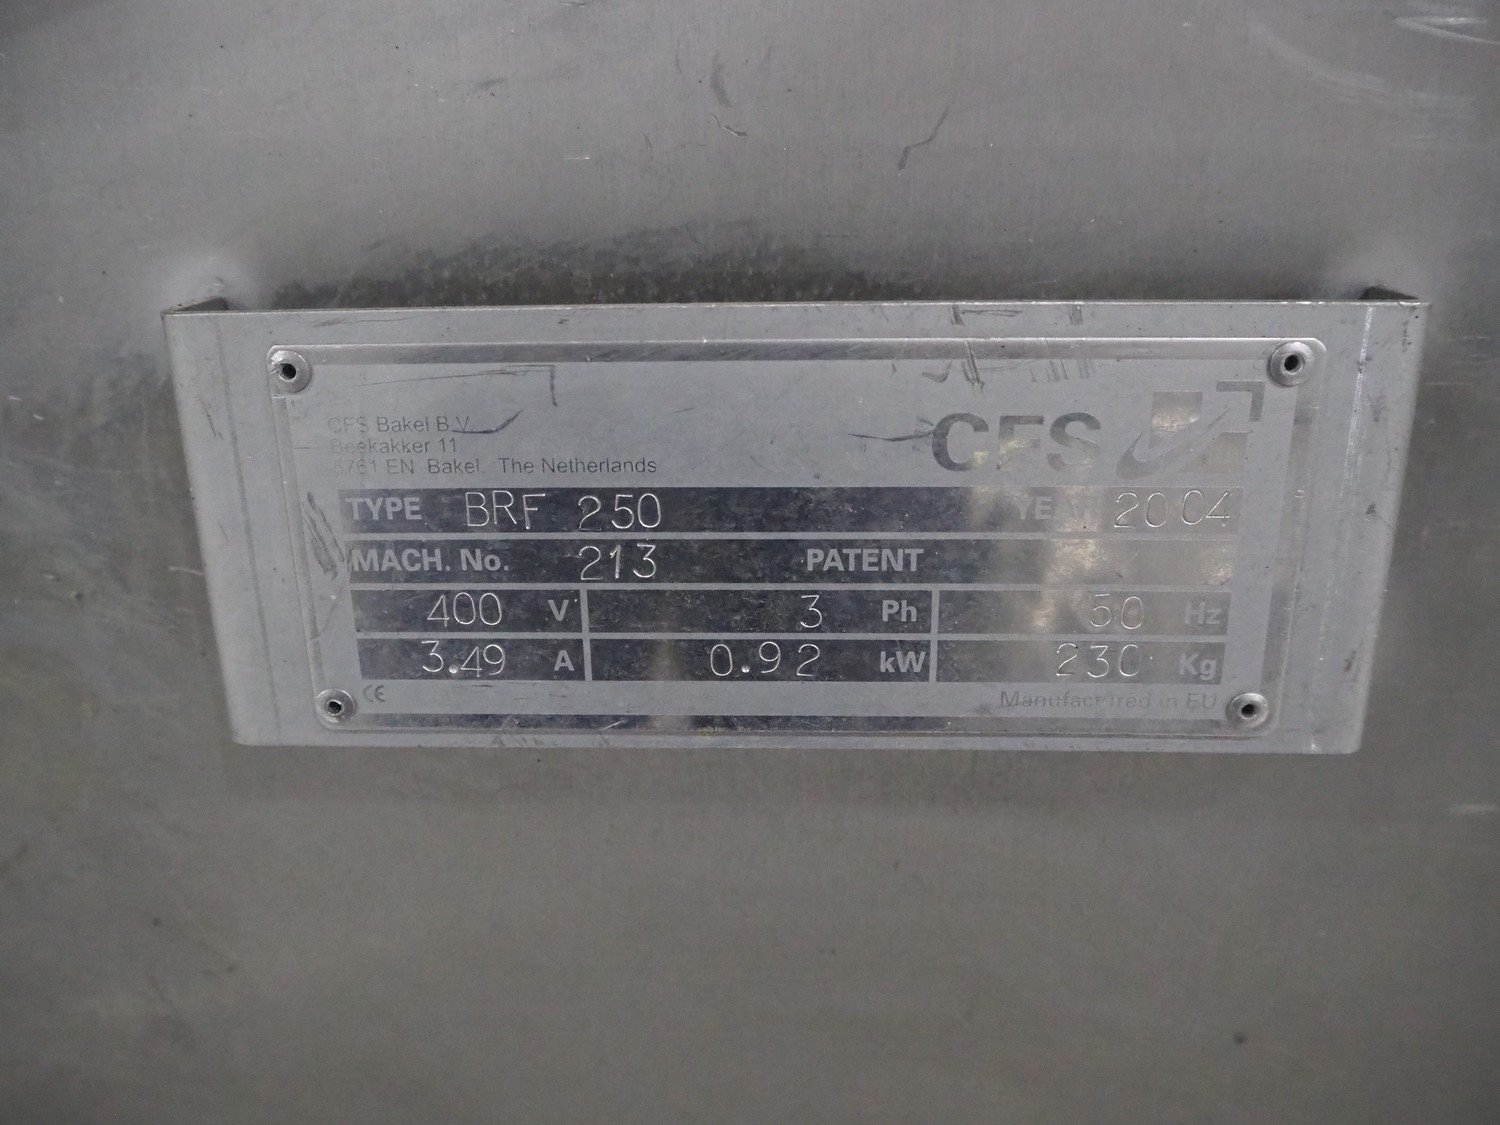 CFS Bakel B.V.
Beekakker 11
5761 EN Bakel, The Netherlands
CFS
TYPE BRF 250 YEAR 2004
MACH. No. 213 PATENT
400 V 3 Ph 50 Hz
3.49 A 0.92 kW 230 Kg
CE Manufactured in EU